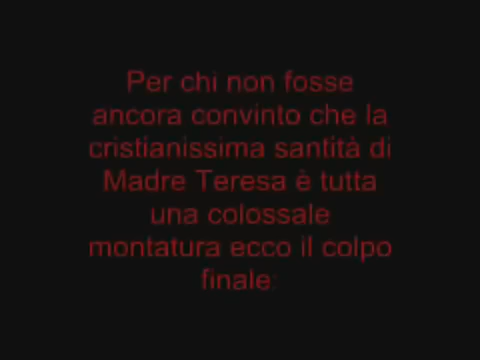 Per chi non fosse
ancora convinto che la
cristianissima santità di
Madre Teresa è tutta
una colossale
montatura ecco il colpo
finale: